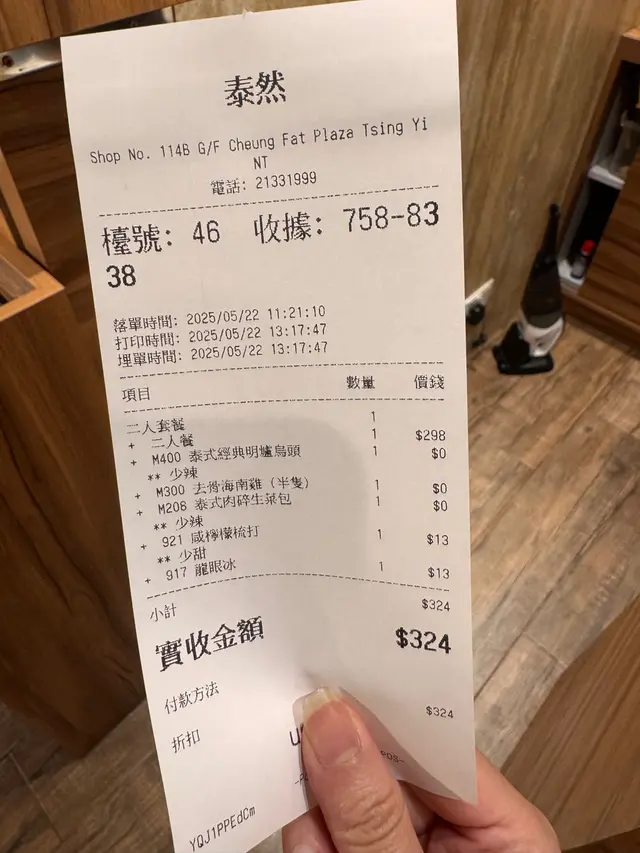 泰然
Shop No. 114B G/F Cheung Fat Plaza Tsing Yi
NT
電話: 21331999
檯號: 46 收據: 758-83
38
落單時間: 2025/05/22 11:21:10
打印時間: 2025/05/22 13:17:47
埋單時間: 2025/05/22 13:17:47
項目 數量 價錢
二人套餐 1
+ 二人餐 1 $298
+ M400 泰式經典明爐烏頭 1 $0
** 少辣
+ M300 去骨海南雞（半隻） 1 $0
+ M208 泰式肉碎生菜包 1 $0
** 少辣
+ 921 咸檸檬梳打 1 $13
** 少甜
+ 917 龍眼冰 1 $13
小計 $324
實收金額 $324
付款方法
$324
折扣
YQJ1PPEdCm